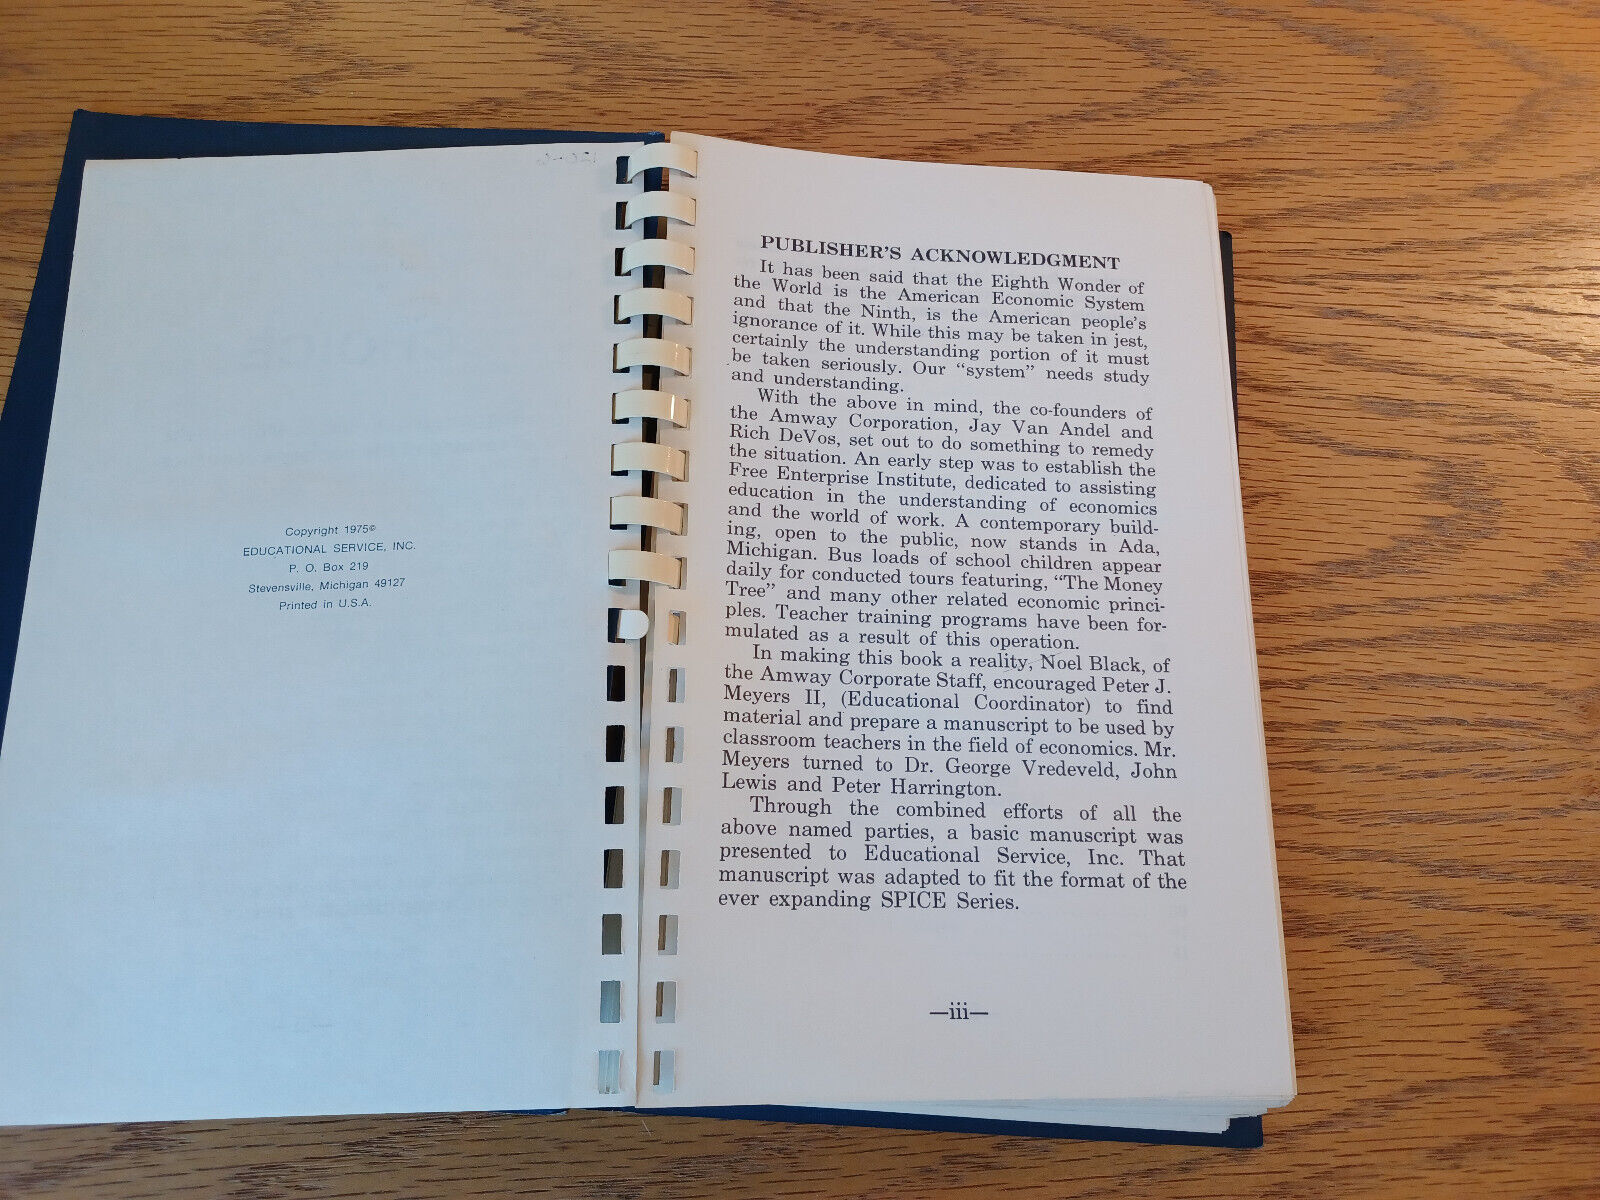 Copyright 1975©
EDUCATIONAL SERVICE, INC.
P. O. Box 219
Stevensville, Michigan 49127
Printed in U.S.A.
PUBLISHER'S ACKNOWLEDGMENT
It has been said that the Eighth Wonder of
the World is the American Economic System
and that the Ninth, is the American people's
ignorance of it. While this may be taken in jest,
certainly the understanding portion of it must
be taken seriously. Our "system" needs study
and understanding.
With the above in mind, the co-founders of
the Amway Corporation, Jay Van Andel and
Rich DeVos, set out to do something to remedy
the situation. An early step was to establish the
Free Enterprise Institute, dedicated to assisting
education in the understanding of economics
and the world of work. A contemporary build-
ing, open to the public, now stands in Ada,
Michigan. Bus loads of school children appear
daily for conducted tours featuring, "The Money
Tree" and many other related economic princi-
ples. Teacher training programs have been for-
mulated as a result of this operation.
In making this book a reality, Noel Black, of
the Amway Corporate Staff, encouraged Peter J.
Meyers II, (Educational Coordinator) to find
material and prepare a manuscript to be used by
classroom teachers in the field of economics. Mr.
Meyers turned to Dr. George Vredeveld, John
Lewis and Peter Harrington.
Through the combined efforts of all the
above named parties, a basic manuscript was
presented to Educational Service, Inc. That
manuscript was adapted to fit the format of the
ever expanding SPICE Series.
—iii—